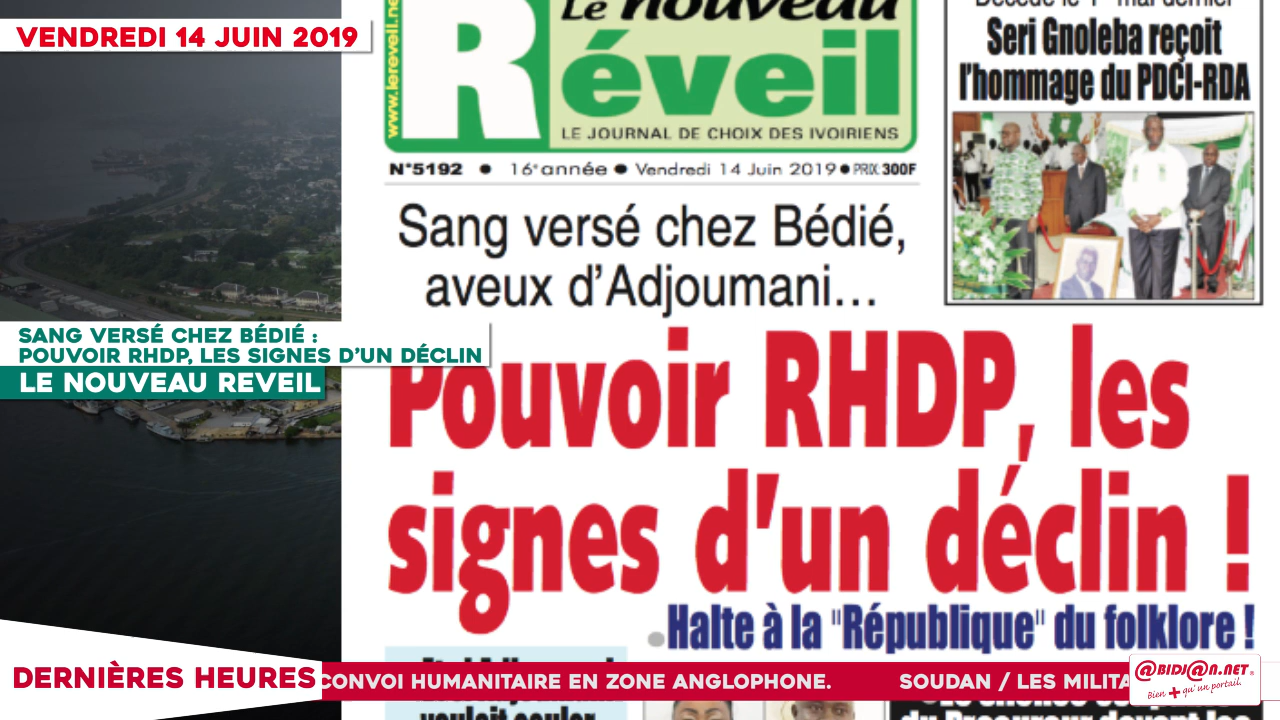 VENDREDI 14 JUIN 2019
SANG VERSÉ CHEZ BÉDIÉ :
POUVOIR RHDP, LES SIGNES D'UN DÉCLIN
LE NOUVEAU REVEIL
Le nouveau
Réveil
LE JOURNAL DE CHOIX DES IVOIRIENS
N°5192 • 16e année • Vendredi 14 Juin 2019 • PRIX: 300F
Seri Gnoleba reçoit
l'hommage du PDCI-RDA
Sang versé chez Bédié,
aveux d'Adjoumani...
Pouvoir RHDP, les
signes d'un déclin !
Halte à la "République" du folklore !
DERNIÈRES HEURES
CONVOI HUMANITAIRE EN ZONE ANGLOPHONE. SOUDAN / LES MILITA
@BIDJ@N.NET
Bien + qu'un portail.